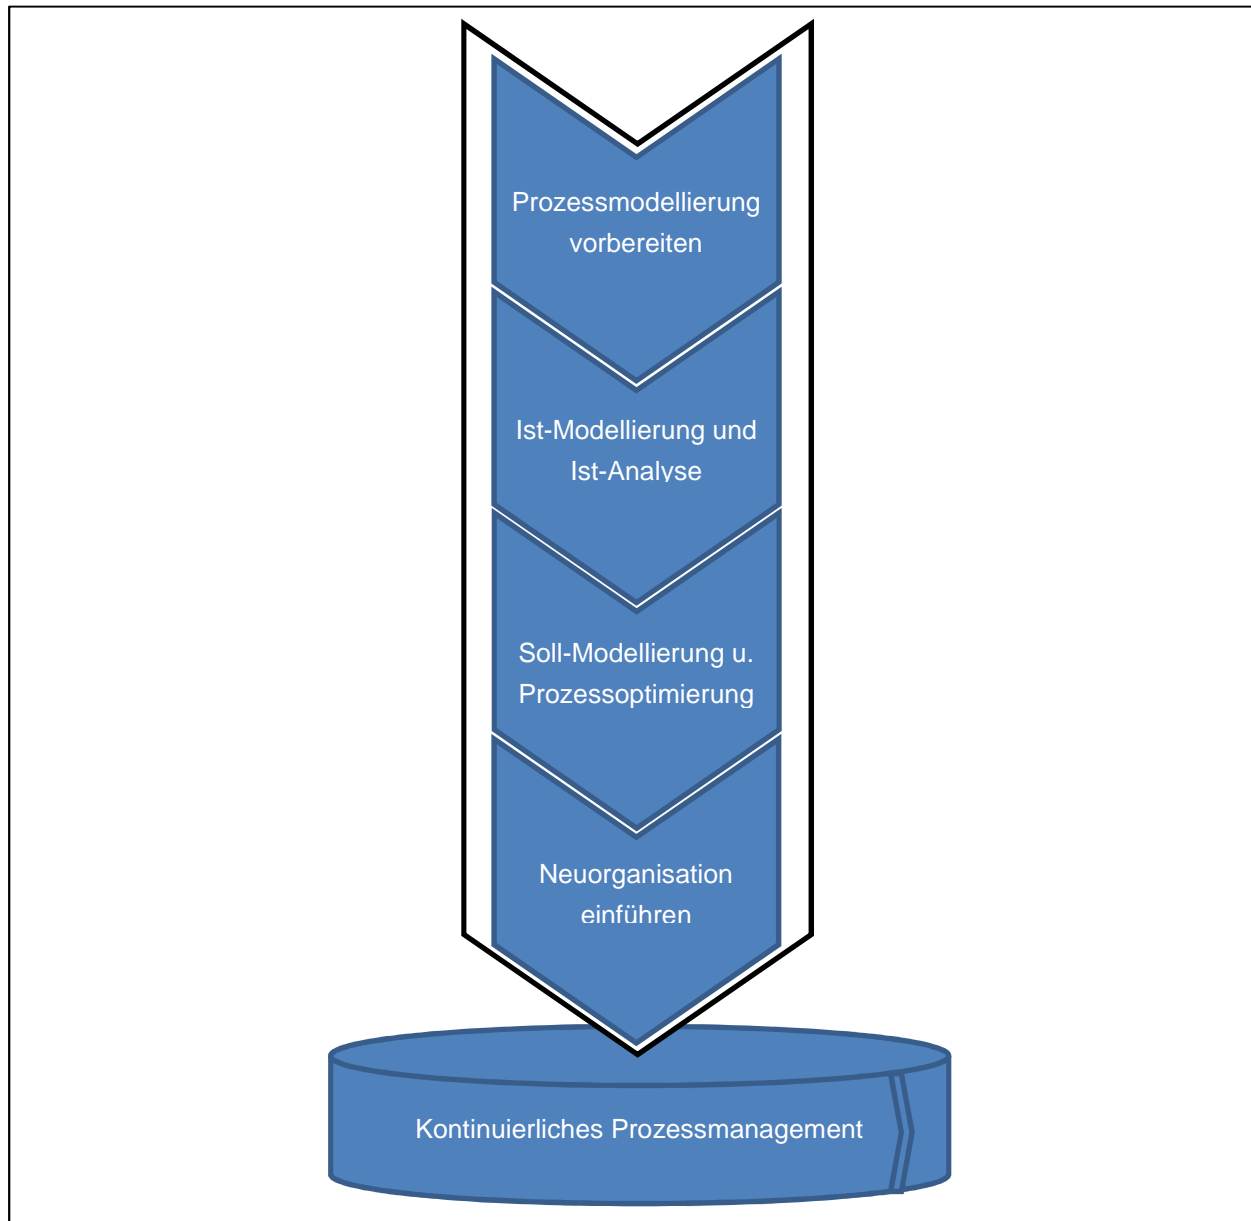 Prozessmodellierung
vorbereiten
Ist-Modellierung und
Ist-Analyse
Soll-Modellierung u.
Prozessoptimierung
Neuorganisation
einführen
Kontinuierliches Prozessmanagement